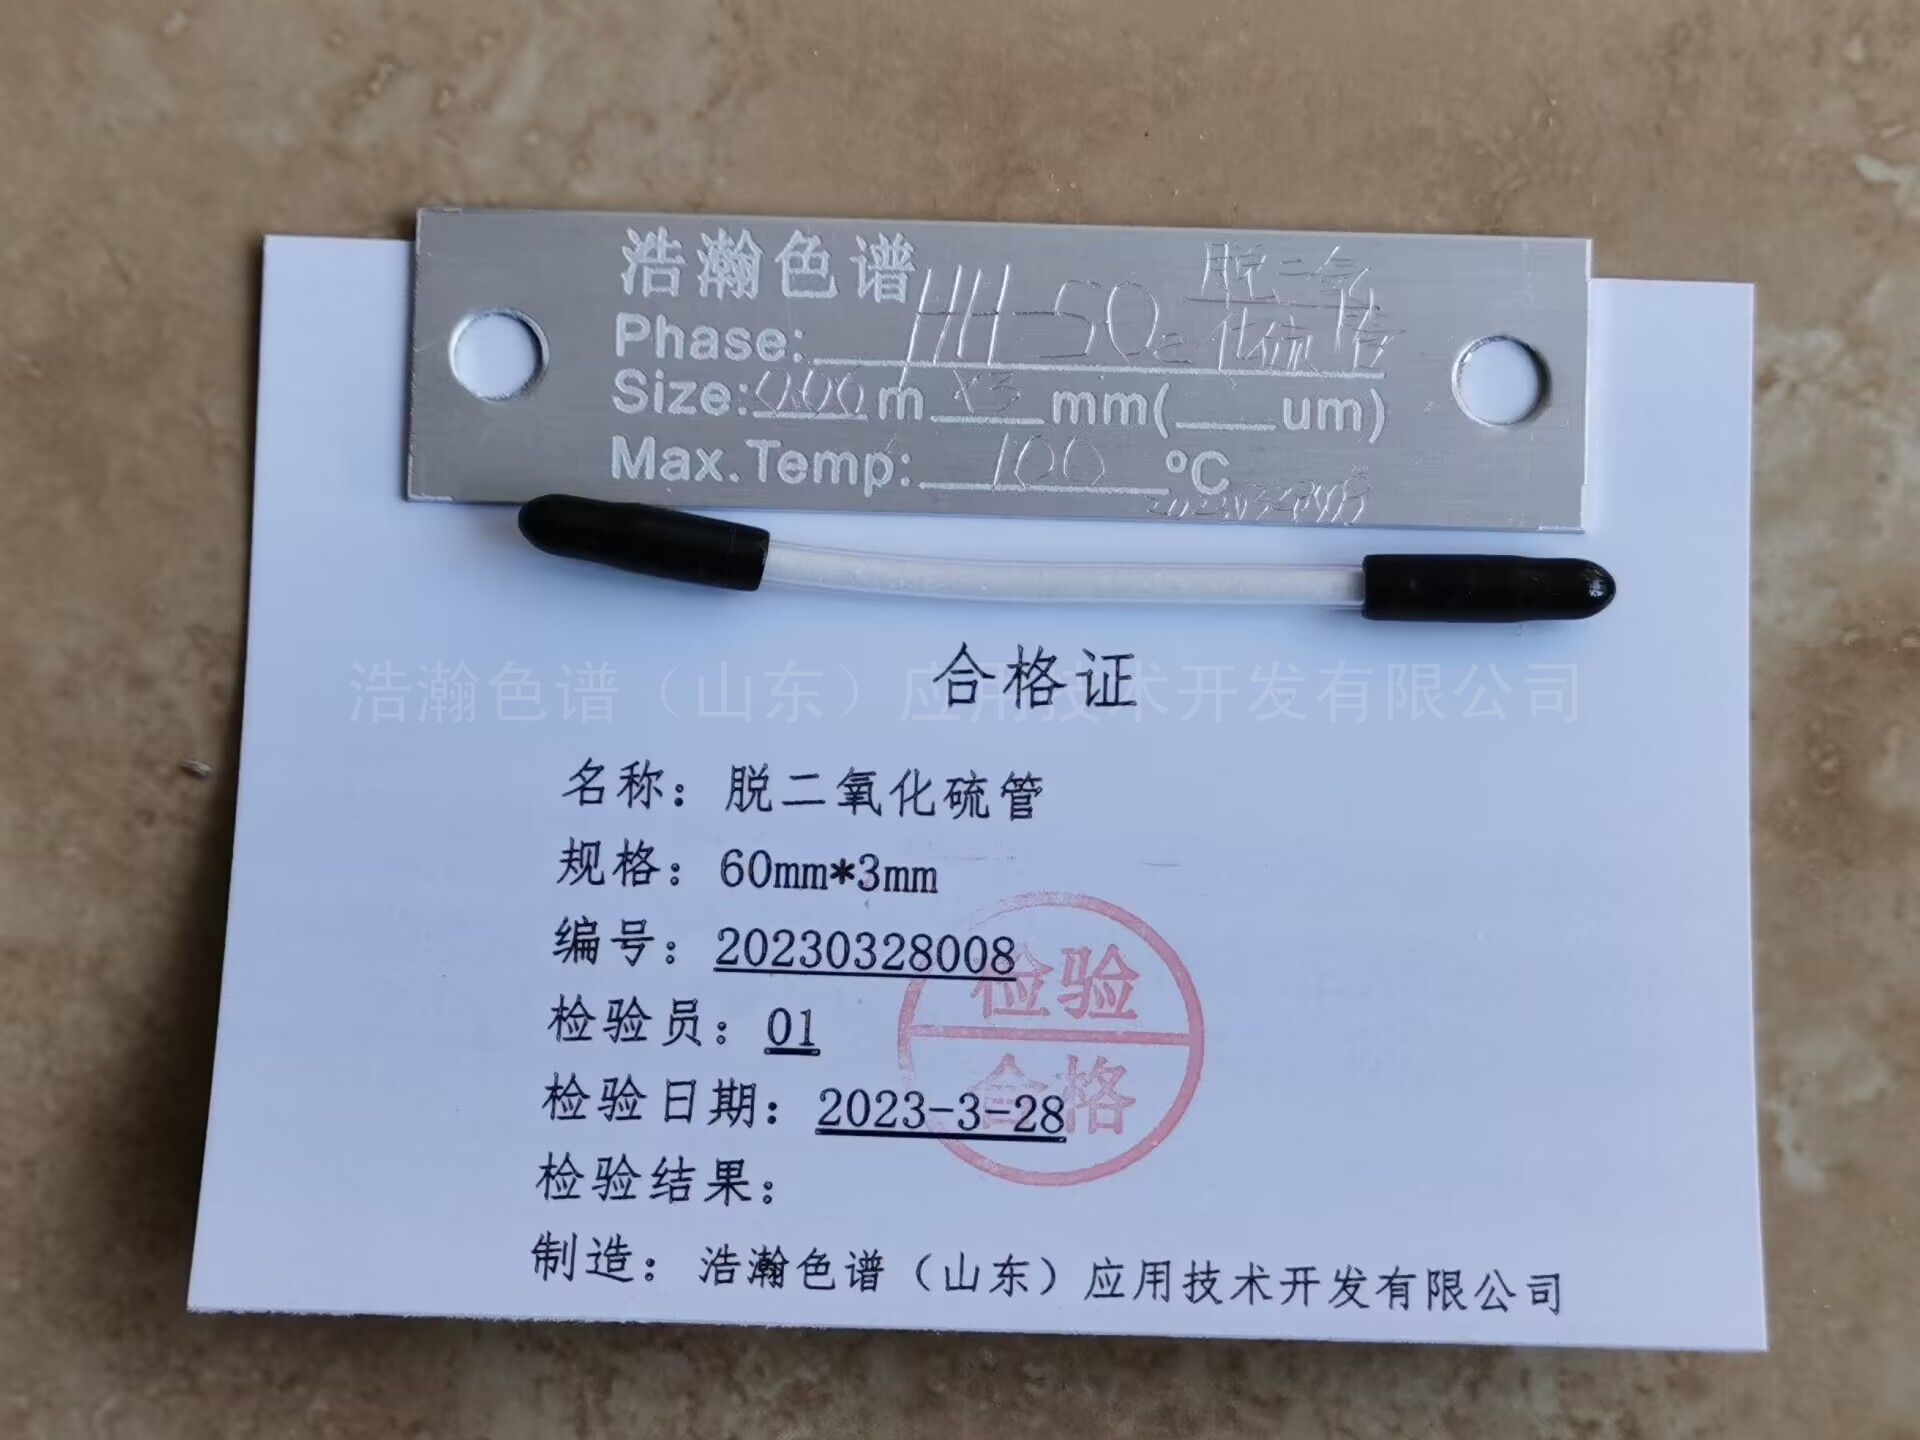 浩瀚色谱
Phase: HH-SO₂ 脱二氧化硫管
Size: 0.06 m ×3 mm( um)
Max.Temp: 100 ℃
浩瀚色谱（山东）应用技术开发有限公司
合格证
名称：脱二氧化硫管
规格：60mm*3mm
编号：20230328008
检验员：01
检验日期：2023-3-28
检验结果：
检验
合格
制造：浩瀚色谱（山东）应用技术开发有限公司